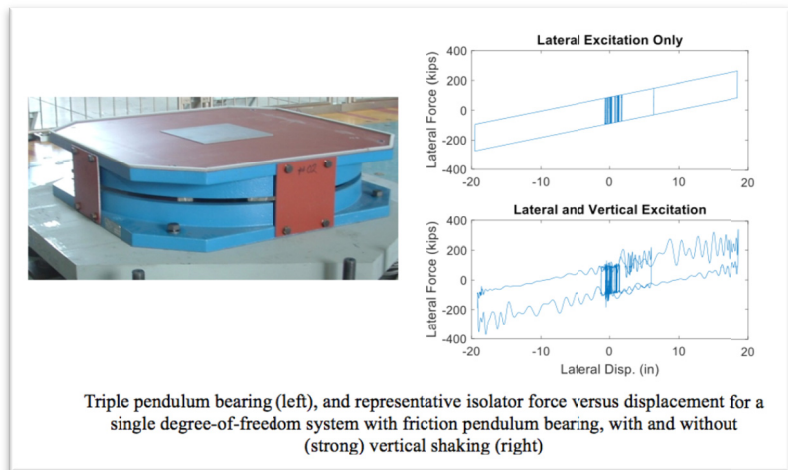 Lateral Excitation Only
Lateral Force (kips)
400
200
0
-200
-400
-20
-10
0
10
20
Lateral and Vertical Excitation
Lateral Force (kips)
400
200
0
-200
-400
-20
-10
0
10
20
Lateral Disp. (in)
Triple pendulum bearing (left), and representative isolator force versus displacement for a
single degree-of-freedom system with friction pendulum bearing, with and without
(strong) vertical shaking (right)